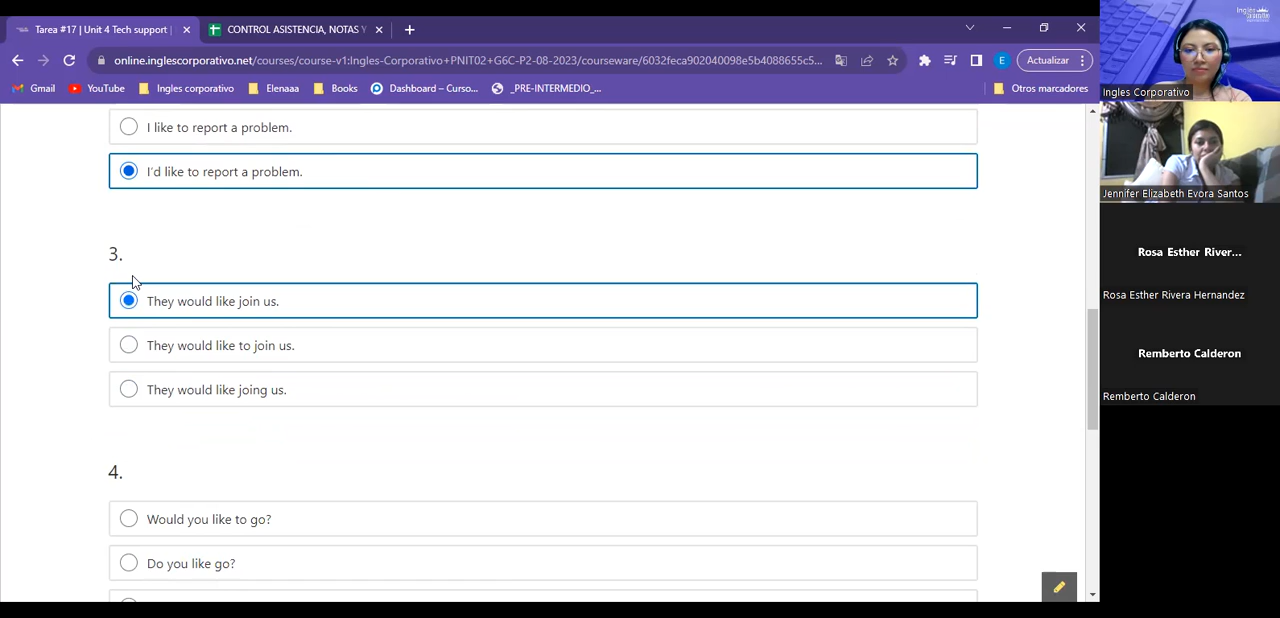 Tarea #17 | Unit 4 Tech support |
CONTROL ASISTENCIA, NOTAS Y
online.inglescorporativo.net/courses/course-v1:Ingles-Corporativo+PNIT02+G6C-P2-08-2023/courseware/6032feca902040098e5b4088655c5...
E
Actualizar
Gmail
YouTube
Ingles corporativo
Elenaaa
Books
Dashboard – Curso...
_PRE-INTERMEDIO_...
Otros marcadores
I like to report a problem.
I'd like to report a problem.
3.
They would like join us.
They would like to join us.
They would like joing us.
4.
Would you like to go?
Do you like go?
Ingles Corporativo
Jennifer Elizabeth Evora Santos
Rosa Esther River...
Rosa Esther Rivera Hernandez
Remberto Calderon
Remberto Calderon